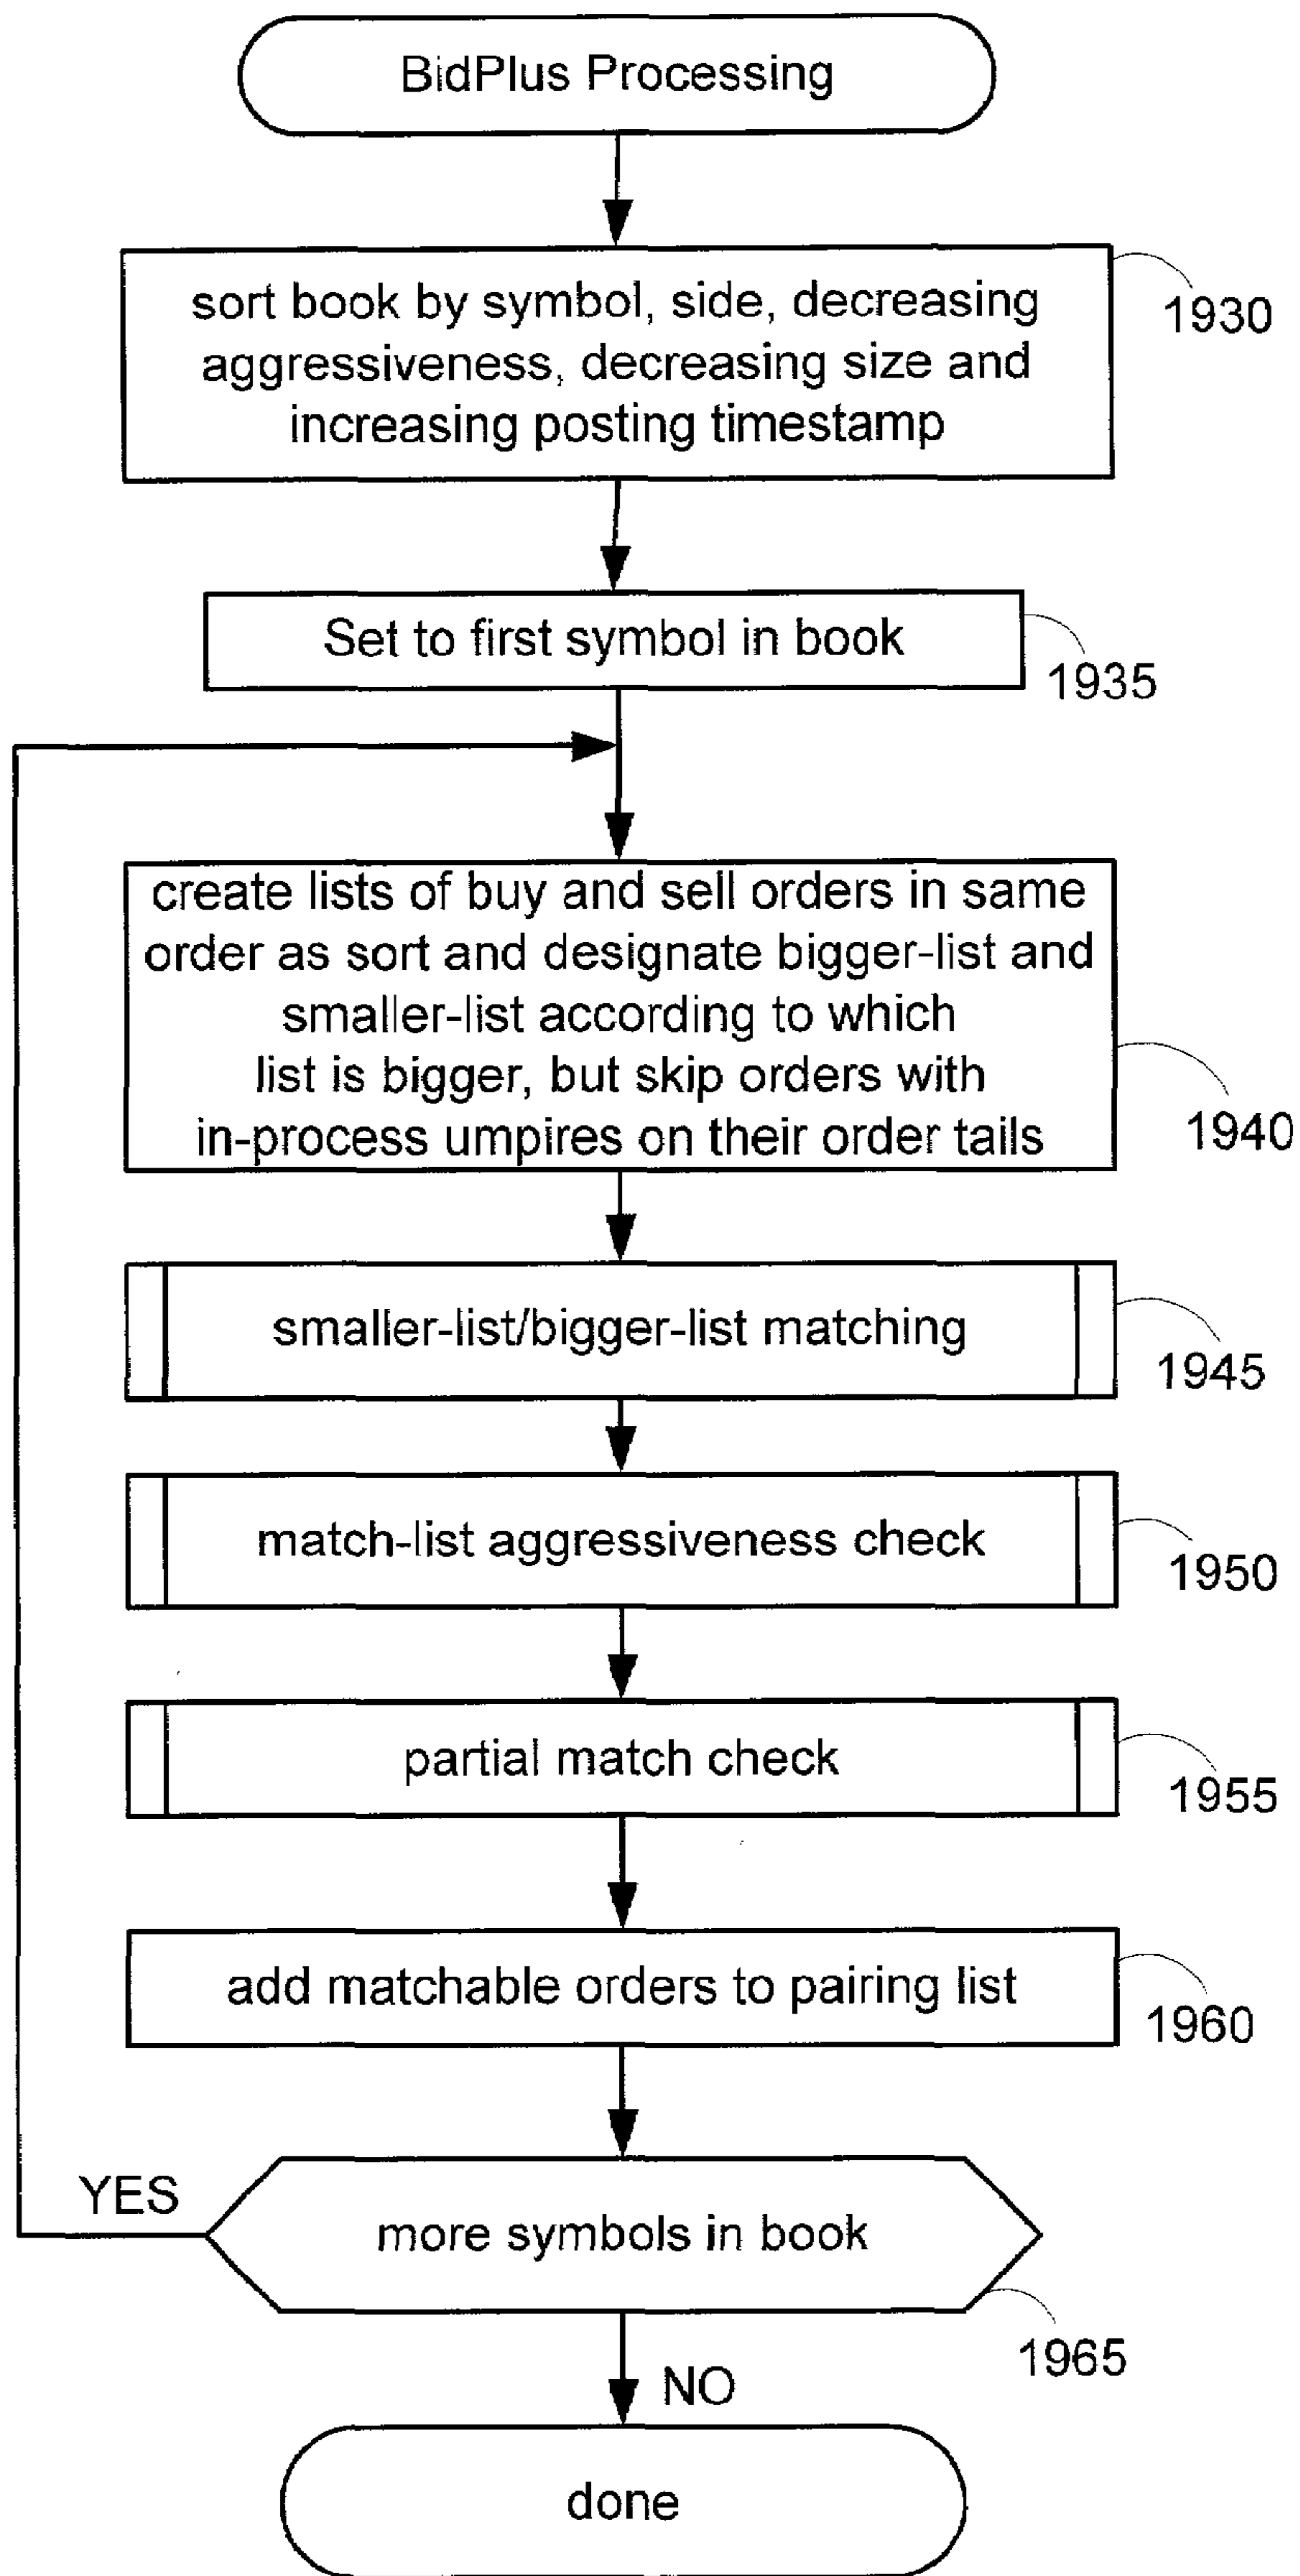 BidPlus Processing
sort book by symbol, side, decreasing
aggressiveness, decreasing size and
increasing posting timestamp
1930
Set to first symbol in book
1935
create lists of buy and sell orders in same
order as sort and designate bigger-list and
smaller-list according to which
list is bigger, but skip orders with
in-process umpires on their order tails
1940
smaller-list/bigger-list matching
1945
match-list aggressiveness check
1950
partial match check
1955
add matchable orders to pairing list
1960
YES
more symbols in book
1965
NO
done